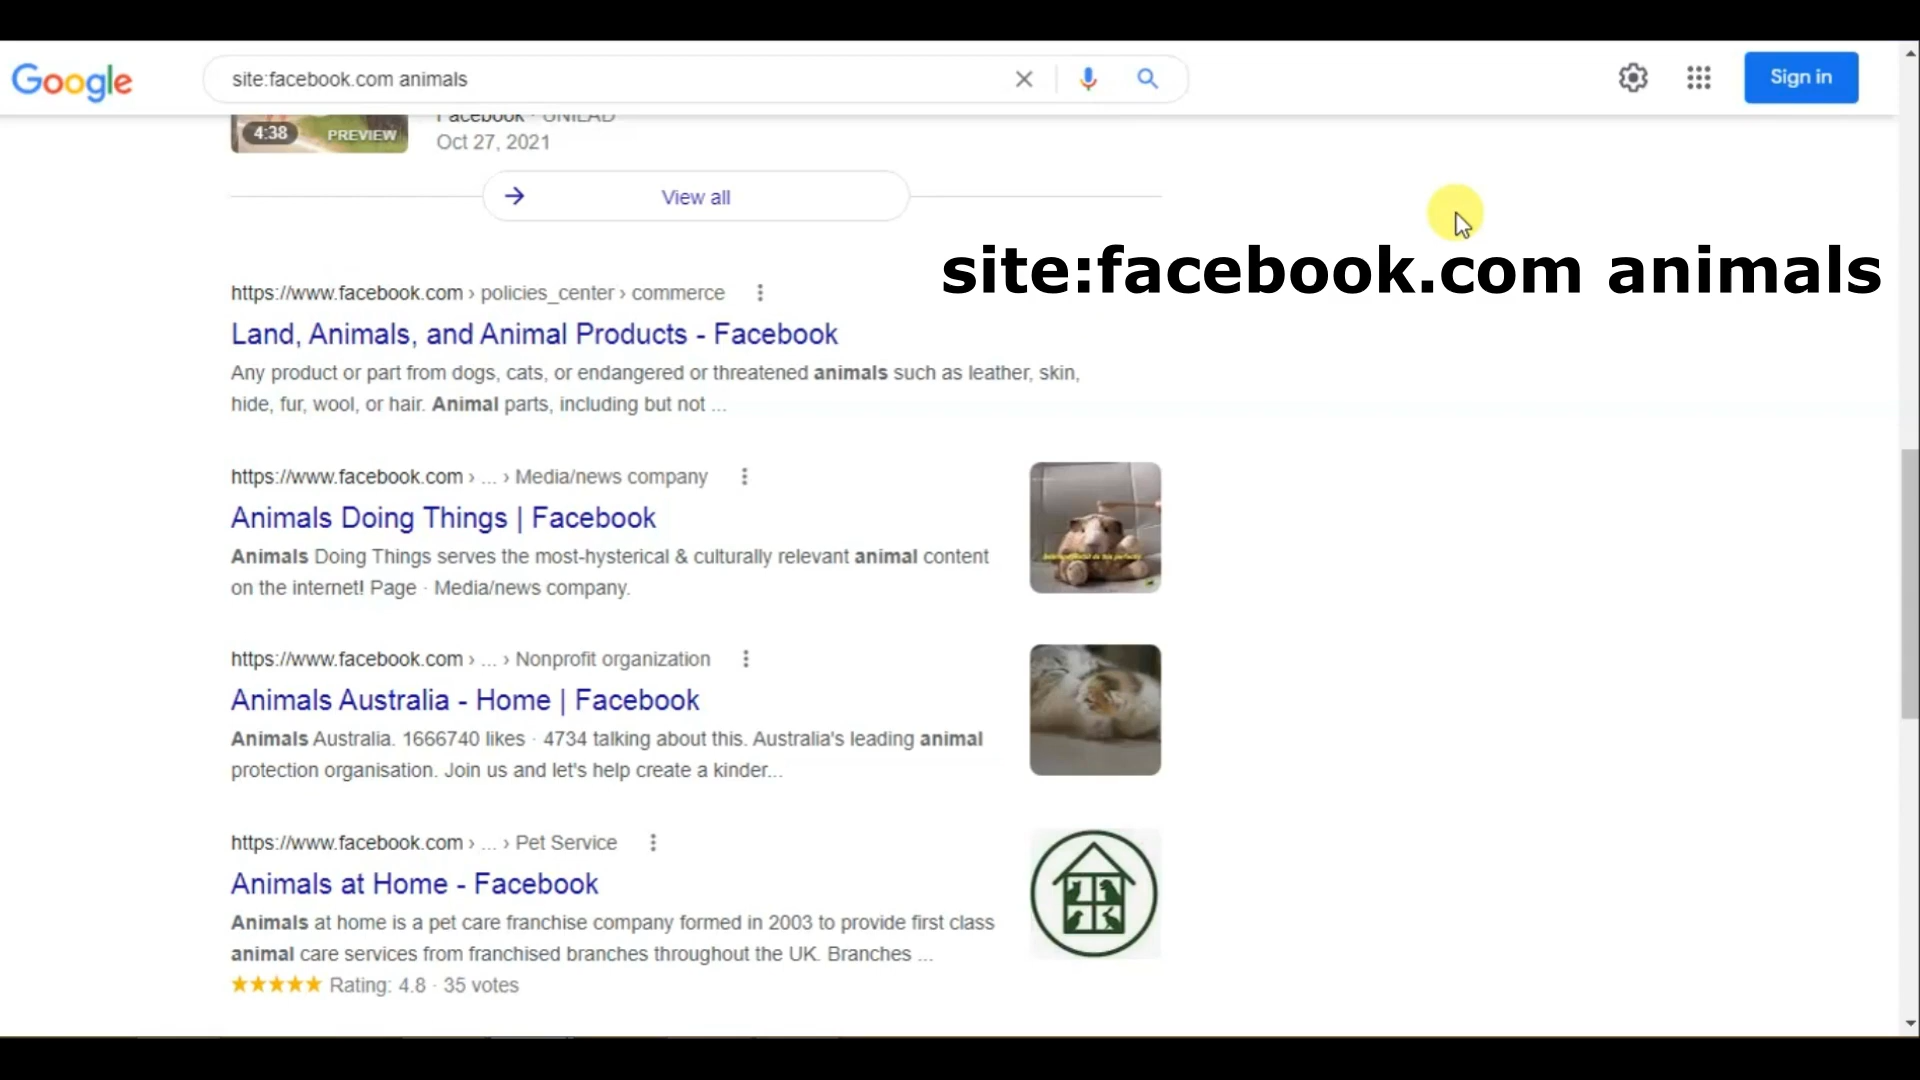 Google
site:facebook.com animals
Sign in
4:38
PREVIEW
Facebook · UNILAD
Oct 27, 2021
View all
site:facebook.com animals
https://www.facebook.com › policies_center › commerce
Land, Animals, and Animal Products - Facebook
Any product or part from dogs, cats, or endangered or threatened animals such as leather, skin,
hide, fur, wool, or hair. Animal parts, including but not ...
https://www.facebook.com › ... › Media/news company
Animals Doing Things | Facebook
Animals Doing Things serves the most-hysterical & culturally relevant animal content
on the internet! Page · Media/news company.
https://www.facebook.com › ... › Nonprofit organization
Animals Australia - Home | Facebook
Animals Australia. 1666740 likes · 4734 talking about this. Australia's leading animal
protection organisation. Join us and let's help create a kinder...
https://www.facebook.com › ... › Pet Service
Animals at Home - Facebook
Animals at home is a pet care franchise company formed in 2003 to provide first class
animal care services from franchised branches throughout the UK. Branches ...
Rating: 4.8 · 35 votes